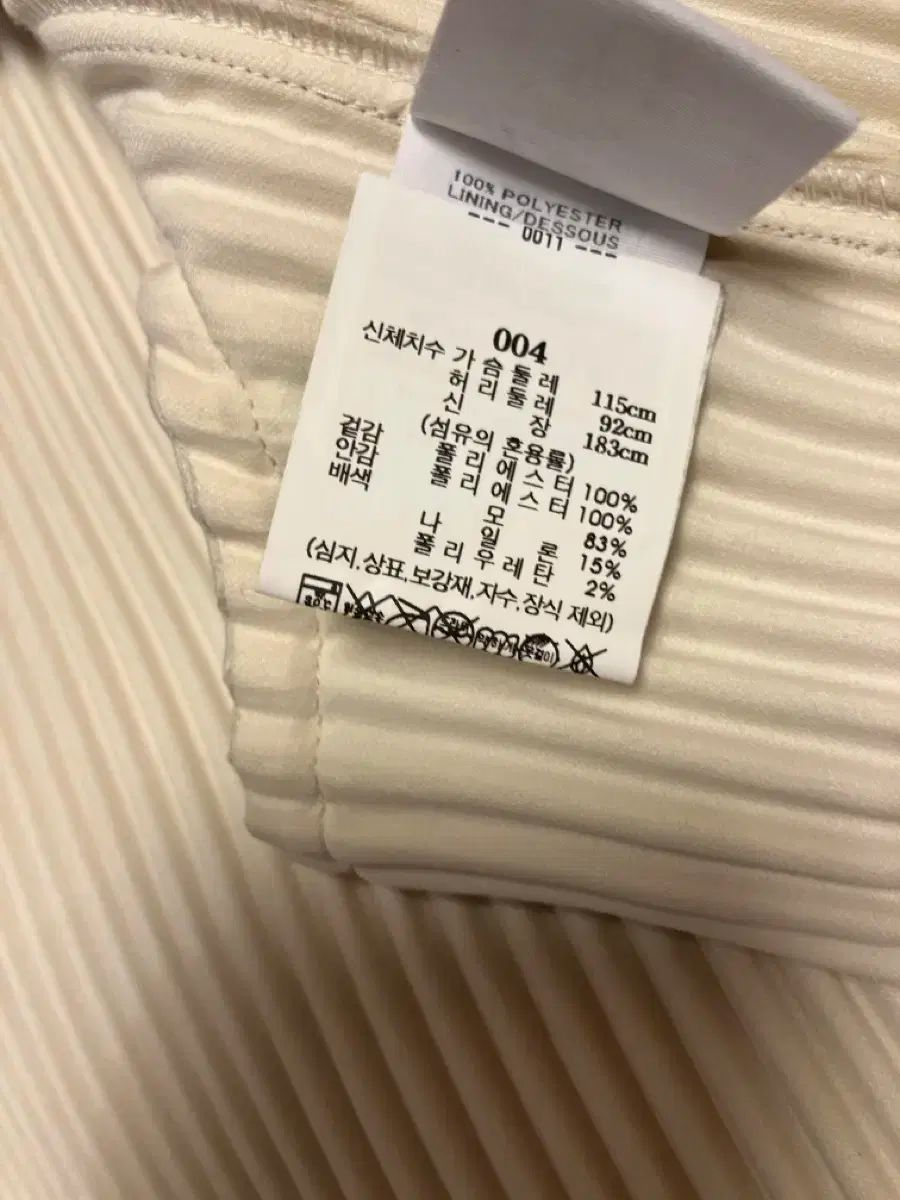 100% POLYESTER
LINING/DESSOUS
--- 0011 ---
004
신체치수 가슴둘레 115cm
허리둘레 92cm
신장 183cm
(섬유의 혼용률)
겉감 폴리에스터 100%
안감 폴리에스터 100%
배색 모 83%
나일론 15%
폴리우레탄 2%
(심지,상표,보강재,자수,장식 제외)